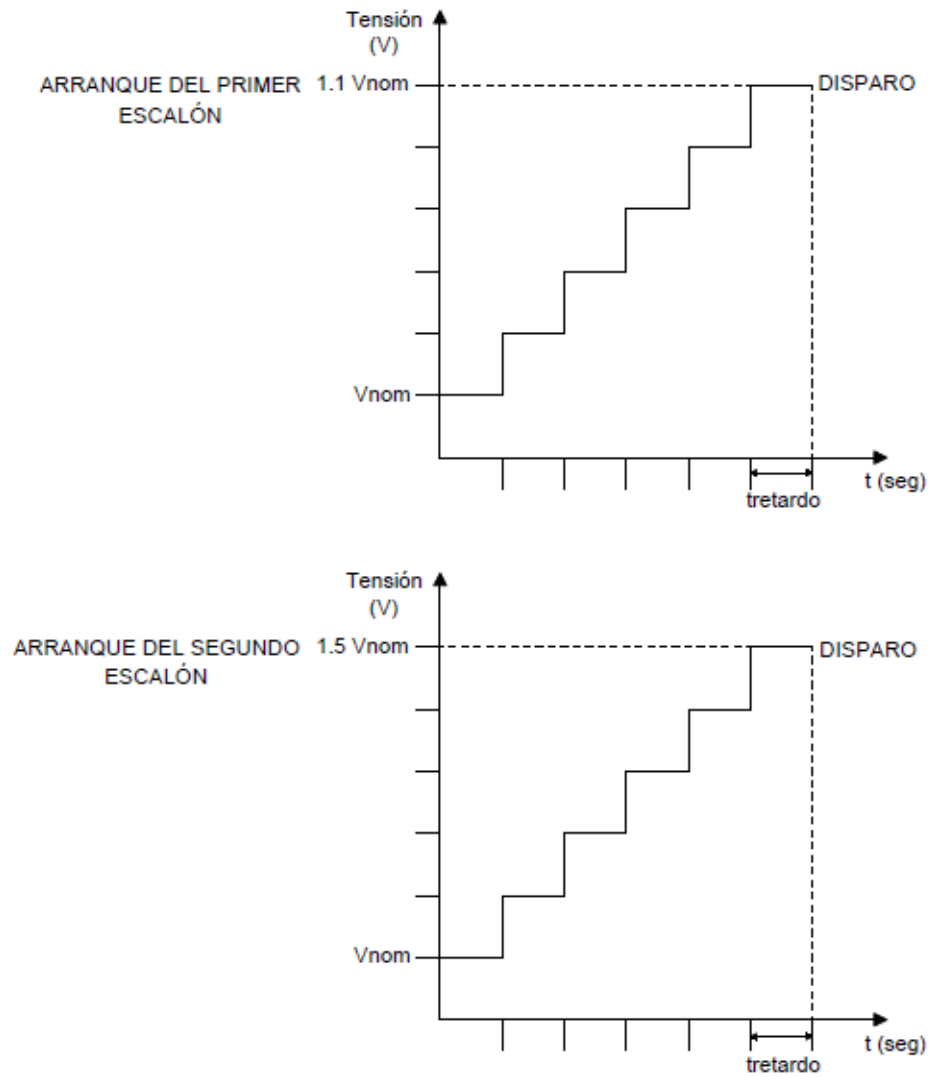 Tensión
(V)
ARRANQUE DEL PRIMER
ESCALÓN
1.1 Vnom
DISPARO
Vnom
t (seg)
tretardo
Tensión
(V)
ARRANQUE DEL SEGUNDO
ESCALÓN
1.5 Vnom
DISPARO
Vnom
t (seg)
tretardo